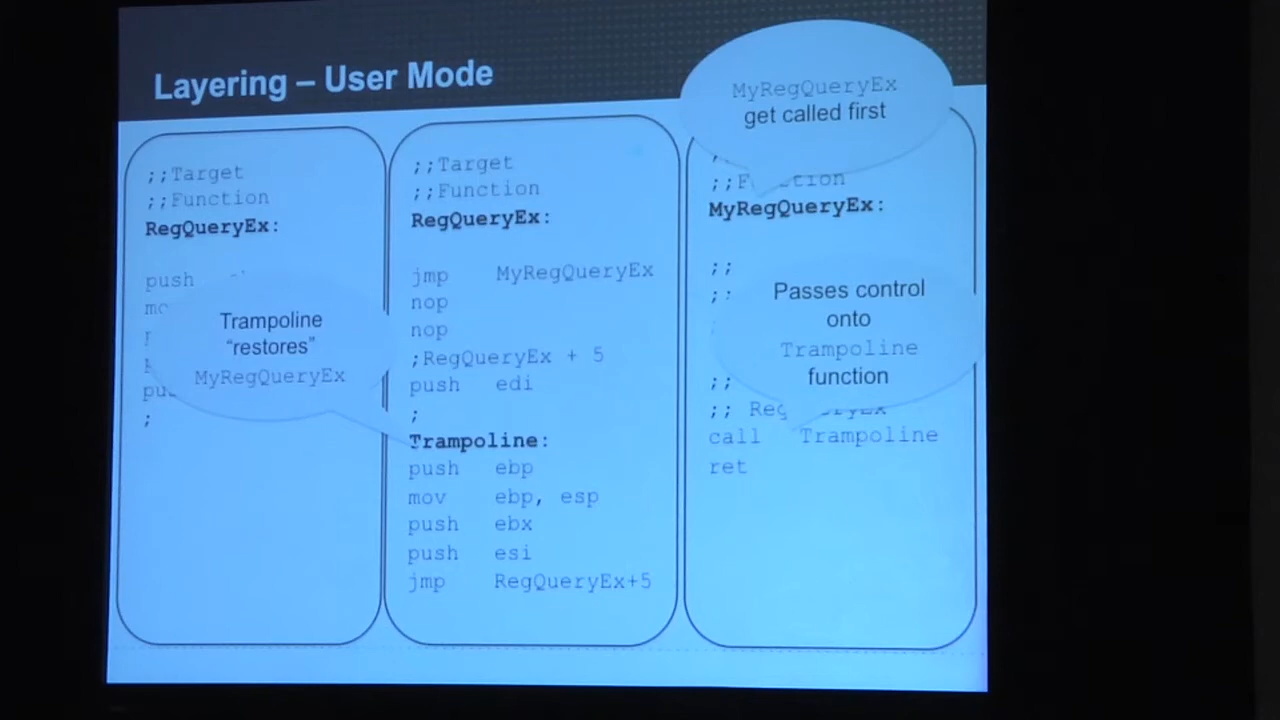 Layering – User Mode
;;Target
;;Function
RegQueryEx:
push
;
Trampoline
“restores”
MyRegQueryEx
;;Target
;;Function
RegQueryEx:
jmp MyRegQueryEx
nop
nop
;RegQueryEx + 5
push edi
;
Trampoline:
push ebp
mov ebp, esp
push ebx
push esi
jmp RegQueryEx+5
MyRegQueryEx
get called first
MyRegQueryEx:
;;
Passes control
onto
Trampoline
function
;;
;;
call Trampoline
ret